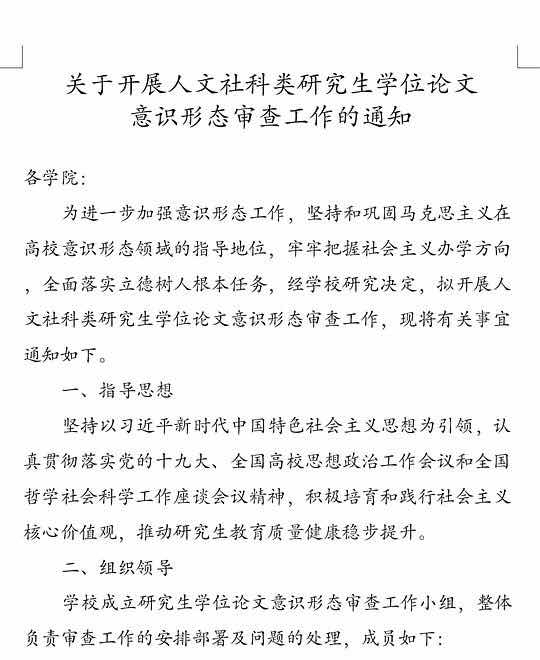 关于开展人文社科类研究生学位论文
意识形态审查工作的通知
各学院：
为进一步加强意识形态工作，坚持和巩固马克思主义在
高校意识形态领域的指导地位，牢牢把握社会主义办学方向
，全面落实立德树人根本任务，经学校研究决定，拟开展人
文社科类研究生学位论文意识形态审查工作，现将有关事宜
通知如下。
一、指导思想
坚持以习近平新时代中国特色社会主义思想为引领，认
真贯彻落实党的十九大、全国高校思想政治工作会议和全国
哲学社会科学工作座谈会议精神，积极培育和践行社会主义
核心价值观，推动研究生教育质量健康稳步提升。
二、组织领导
学校成立研究生学位论文意识形态审查工作小组，整体
负责审查工作的安排部署及问题的处理，成员如下：